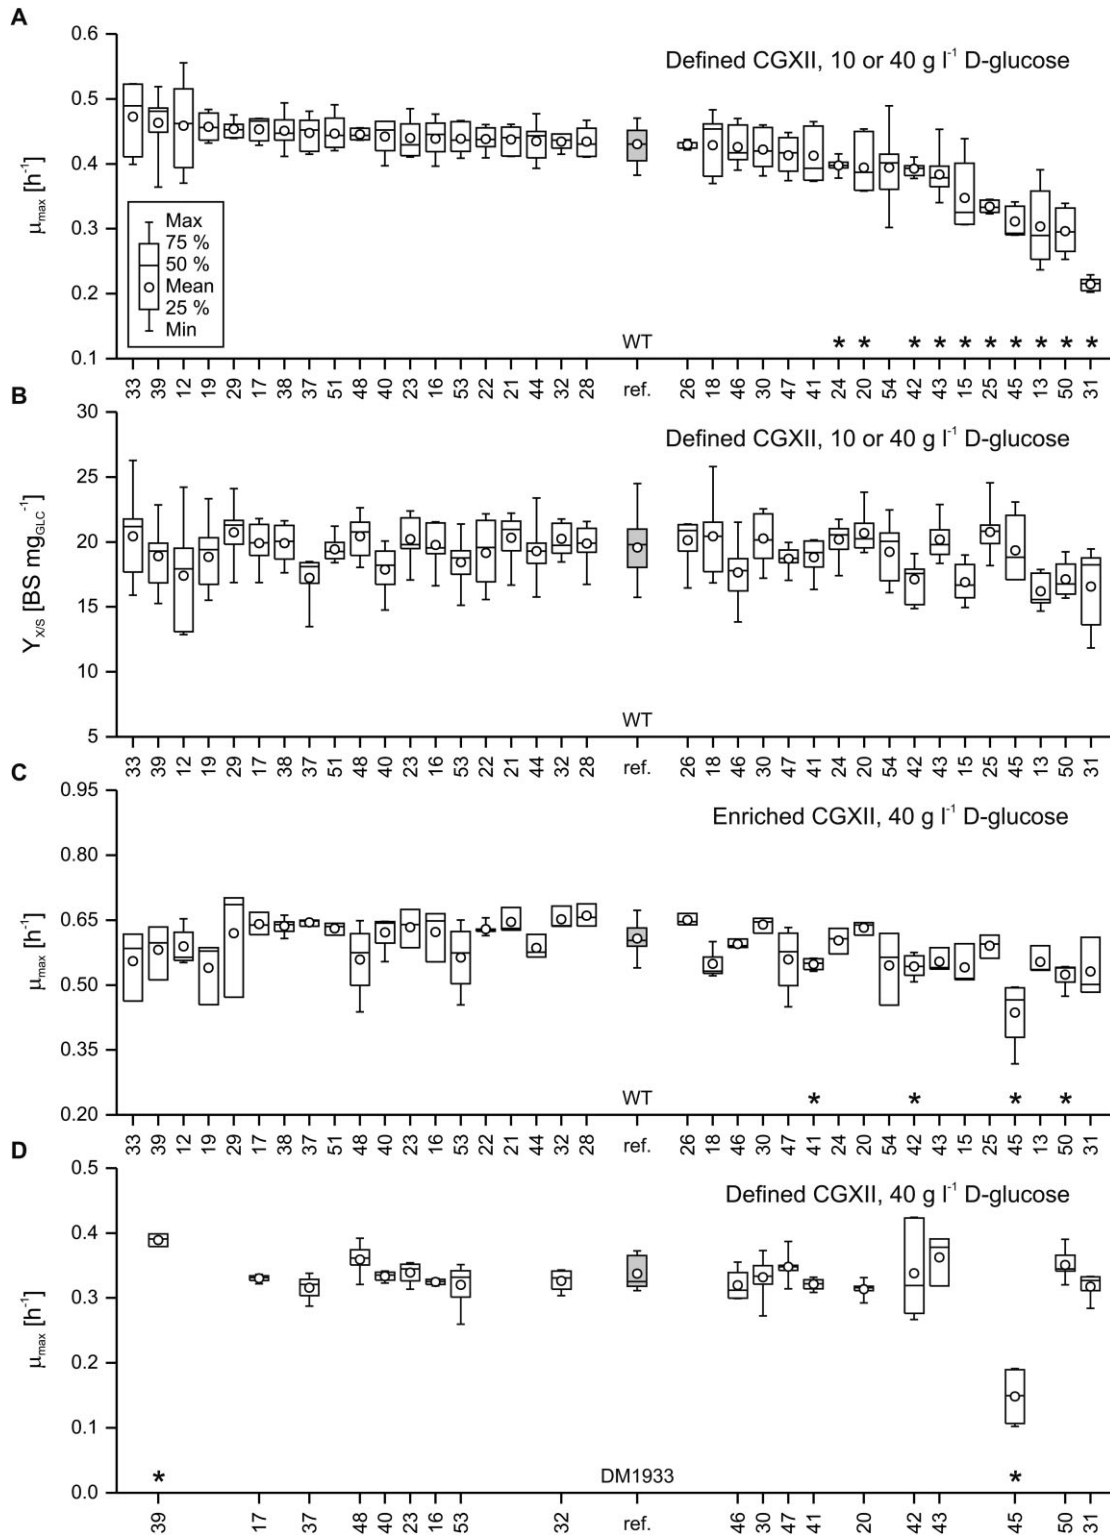 A
Defined CGXII, 10 or 40 g l⁻¹ D-glucose
μmax [h⁻¹]
0.6
0.5
0.4
0.3
0.2
0.1
Max
75 %
50 %
Mean
25 %
Min
WT
* * * * * * * * * * *
33 39 12 19 29 17 38 37 51 48 40 23 16 53 22 21 44 32 28 ref. 26 18 46 30 47 41 24 20 54 42 43 15 25 45 13 50 31
B
Defined CGXII, 10 or 40 g l⁻¹ D-glucose
YX/S [BS mgGLC⁻¹]
30
25
20
15
10
5
WT
33 39 12 19 29 17 38 37 51 48 40 23 16 53 22 21 44 32 28 ref. 26 18 46 30 47 41 24 20 54 42 43 15 25 45 13 50 31
C
Enriched CGXII, 40 g l⁻¹ D-glucose
μmax [h⁻¹]
0.95
0.80
0.65
0.50
0.35
0.20
WT
* * * *
33 39 12 19 29 17 38 37 51 48 40 23 16 53 22 21 44 32 28 ref. 26 18 46 30 47 41 24 20 54 42 43 15 25 45 13 50 31
D
Defined CGXII, 40 g l⁻¹ D-glucose
μmax [h⁻¹]
0.5
0.4
0.3
0.2
0.1
0.0
* DM1933 *
39 17 37 48 40 23 16 53 32 ref. 46 30 47 41 20 42 43 45 50 31